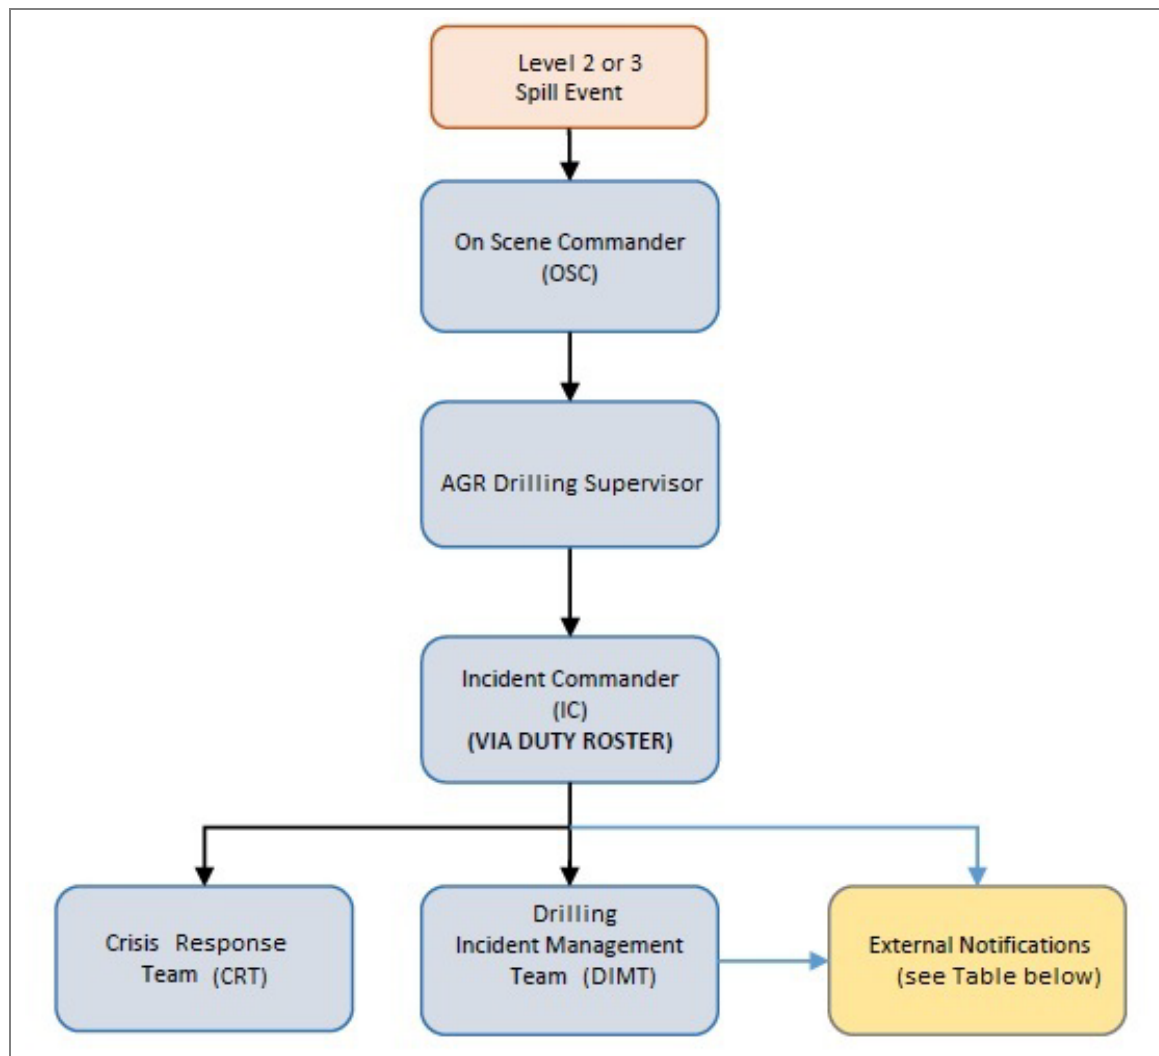 Level 2 or 3
Spill Event
On Scene Commander
(OSC)
AGR Drilling Supervisor
Incident Commander
(IC)
(VIA DUTY ROSTER)
Crisis Response
Team (CRT)
Drilling
Incident Management
Team (DIMT)
External Notifications
(see Table below)